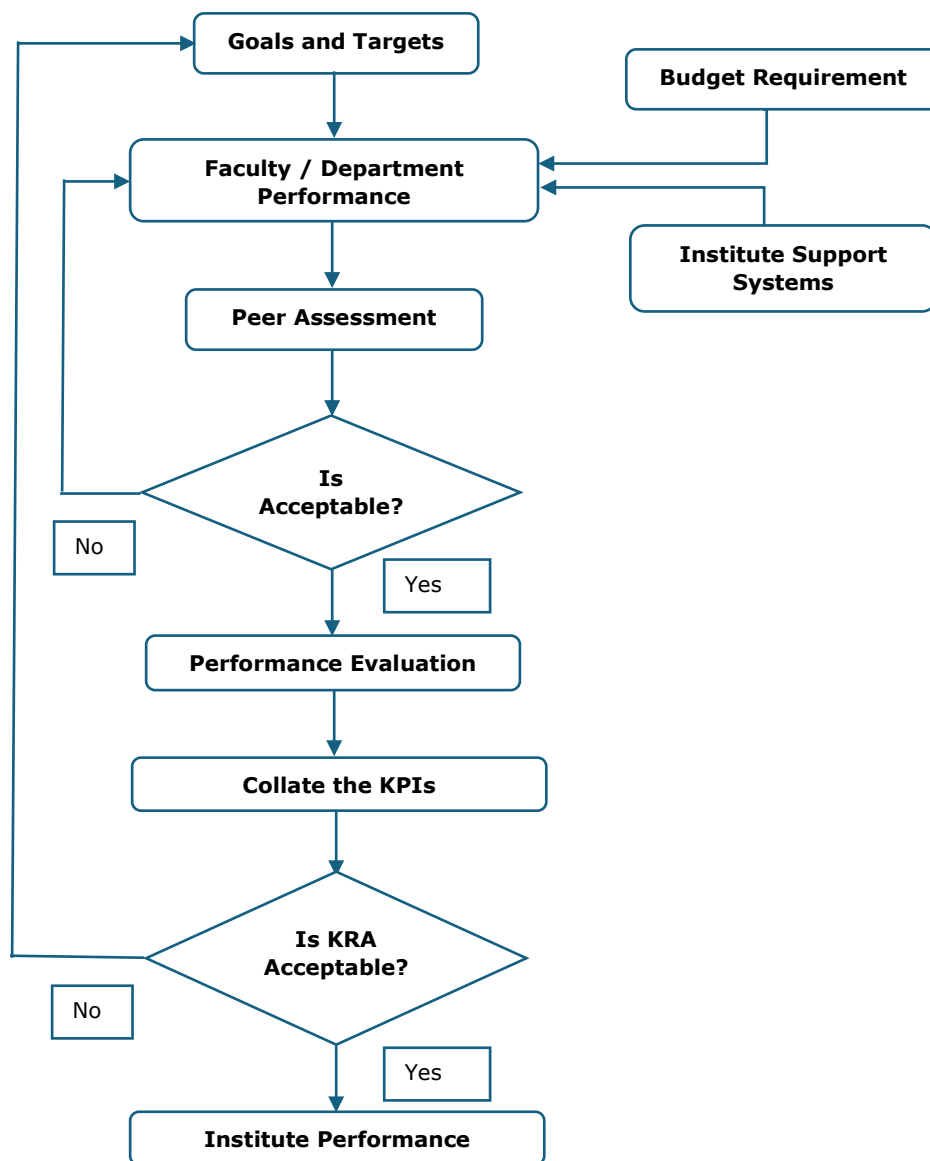 Goals and Targets
Budget Requirement
Faculty / Department
Performance
Institute Support
Systems
Peer Assessment
Is
Acceptable?
No
Yes
Performance Evaluation
Collate the KPIs
Is KRA
Acceptable?
No
Yes
Institute Performance